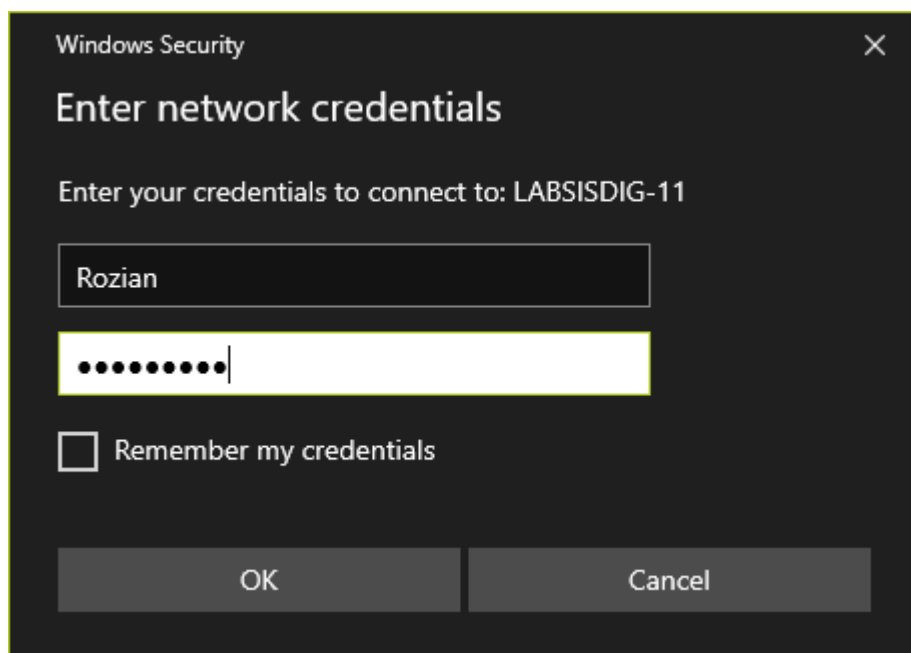 Windows Security
Enter network credentials
Enter your credentials to connect to: LABSISDIG-11
Rozian
●●●●●●●●●
Remember my credentials
OK
Cancel